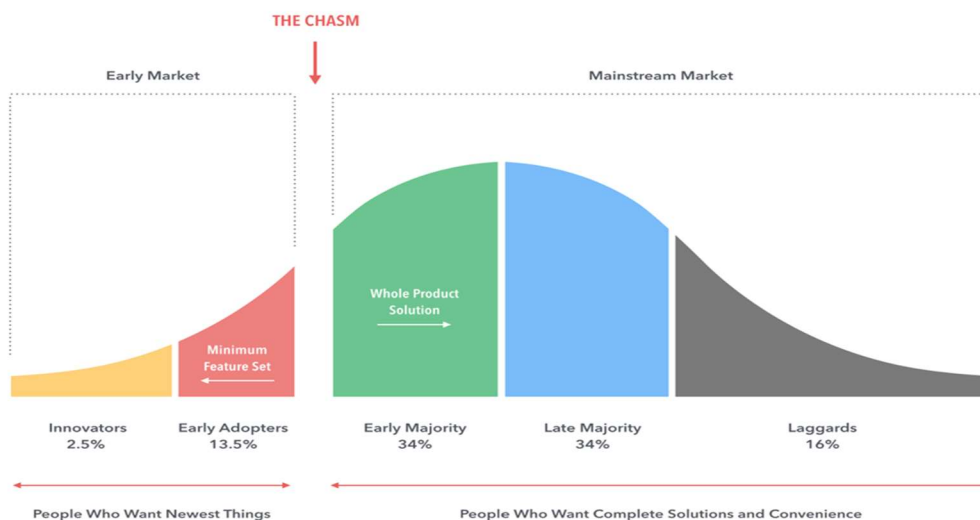 THE CHASM
Early Market
Mainstream Market
Whole Product
Solution
Minimum
Feature Set
Innovators
2.5%
Early Adopters
13.5%
Early Majority
34%
Late Majority
34%
Laggards
16%
People Who Want Newest Things
People Who Want Complete Solutions and Convenience